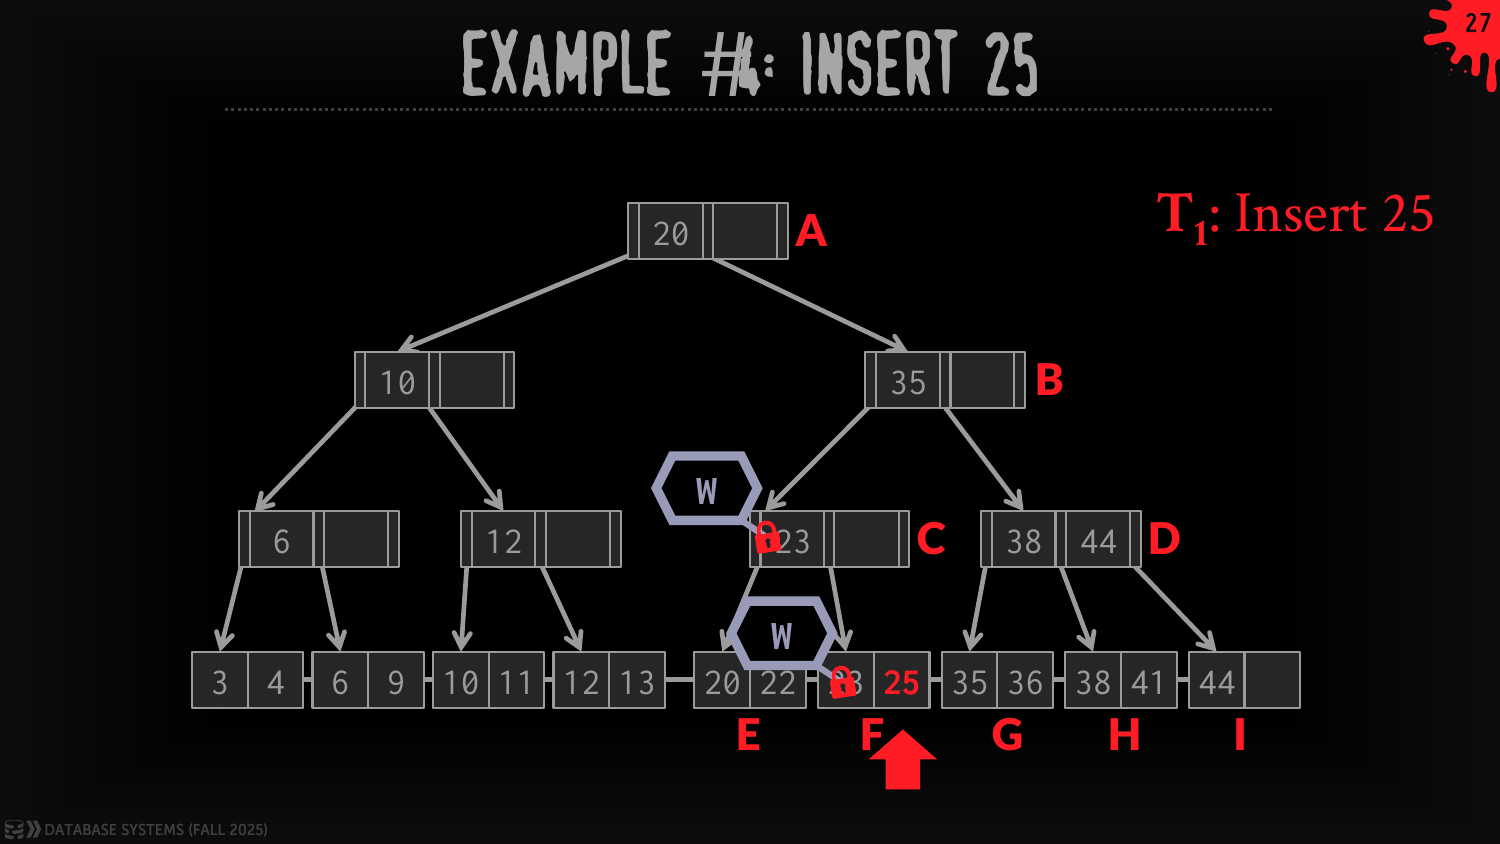 27
EXAMPLE #4: INSERT 25
T1: Insert 25
20 A
10 35 B
W
6 12 23 C 38 44 D
W
3 4 6 9 10 11 12 13 20 22 23 25 35 36 38 41 44
E F G H I
DATABASE SYSTEMS (FALL 2025)